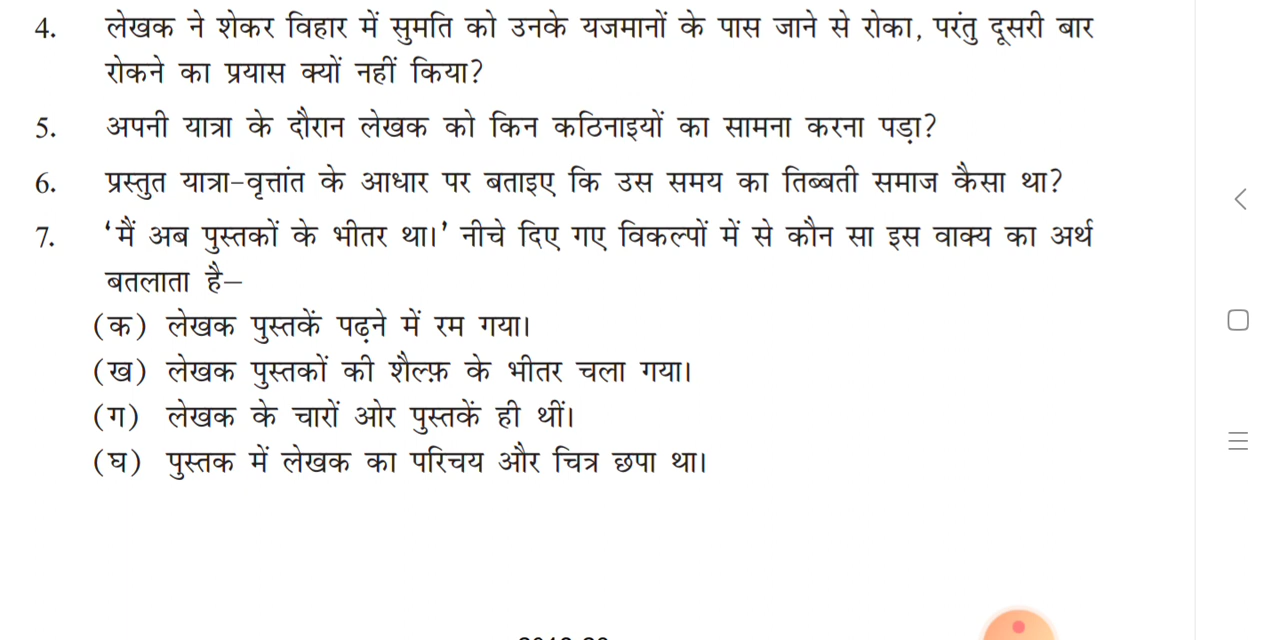 4. लेखक ने शेकर विहार में सुमति को उनके यजमानों के पास जाने से रोका, परंतु दूसरी बार
रोकने का प्रयास क्यों नहीं किया?
5. अपनी यात्रा के दौरान लेखक को किन कठिनाइयों का सामना करना पड़ा?
6. प्रस्तुत यात्रा-वृत्तांत के आधार पर बताइए कि उस समय का तिब्बती समाज कैसा था?
7. ‘मैं अब पुस्तकों के भीतर था।’ नीचे दिए गए विकल्पों में से कौन सा इस वाक्य का अर्थ
बतलाता है–
(क) लेखक पुस्तकें पढ़ने में रम गया।
(ख) लेखक पुस्तकों की शैल्फ़ के भीतर चला गया।
(ग) लेखक के चारों ओर पुस्तकें ही थीं।
(घ) पुस्तक में लेखक का परिचय और चित्र छपा था।